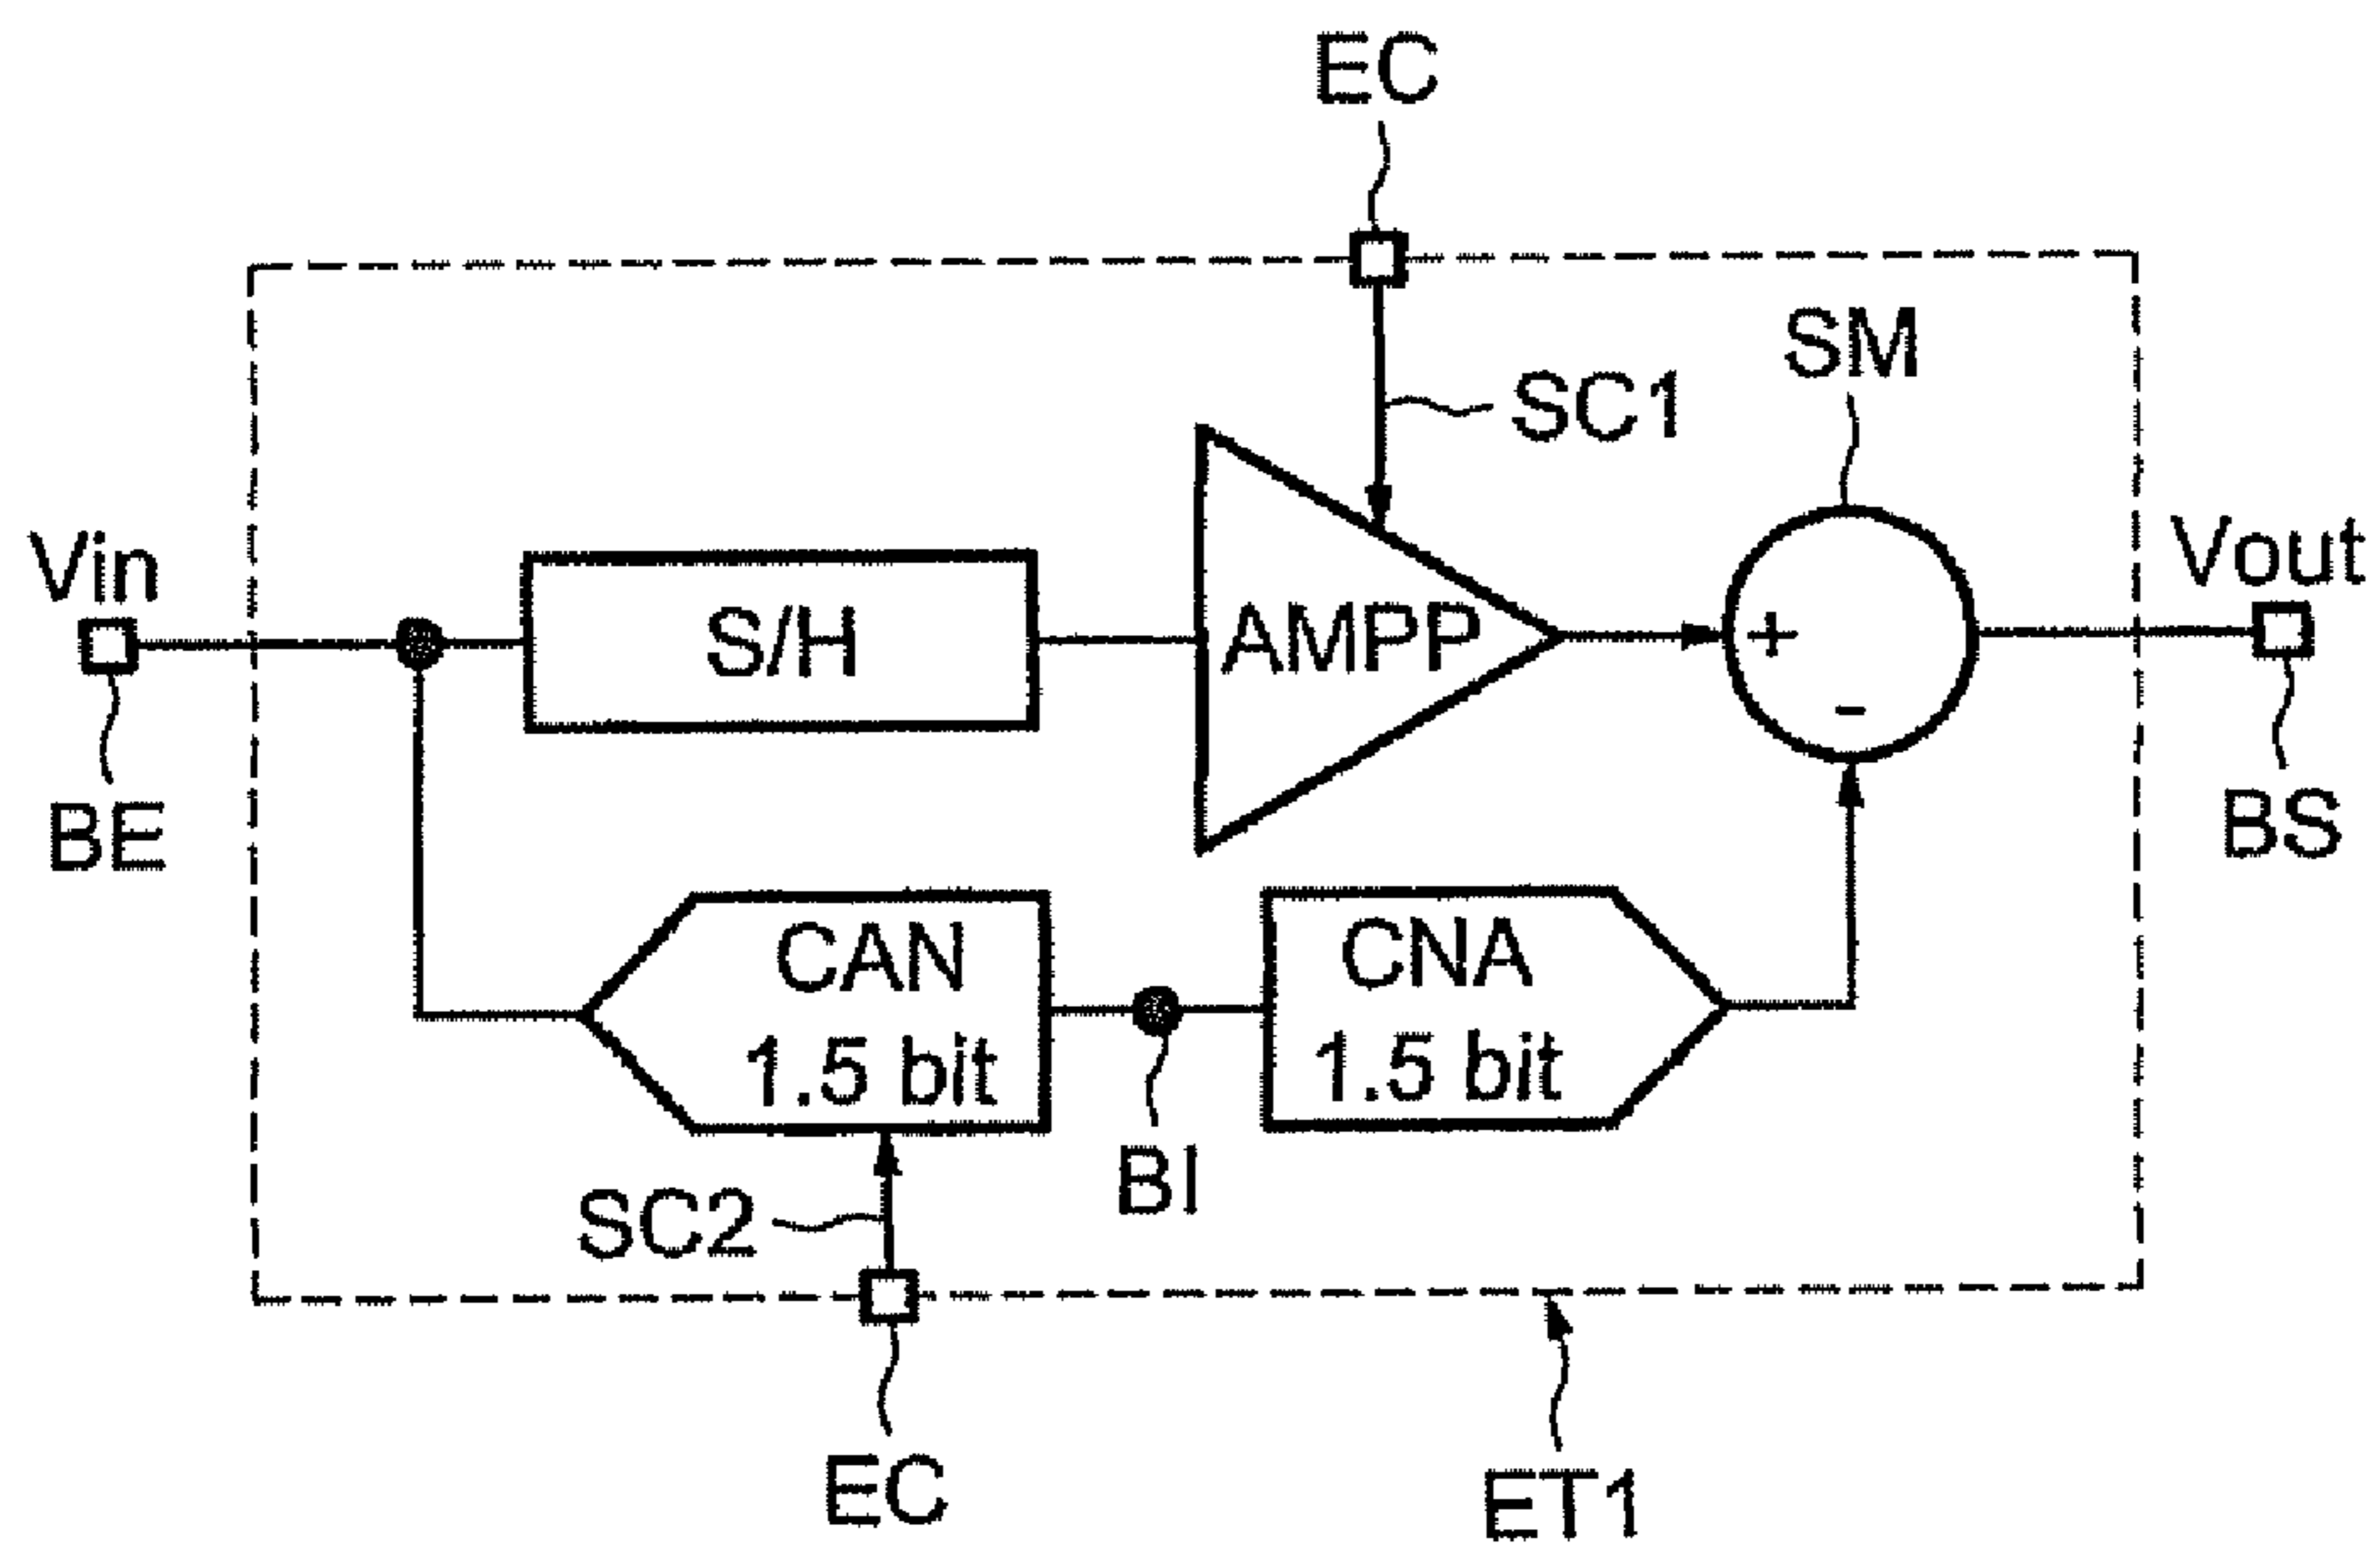 EC
SM
SC1
Vin
Vout
S/H
AMPP
+
-
BE
BS
CAN
1.5 bit
CNA
1.5 bit
BI
SC2
EC
ET1